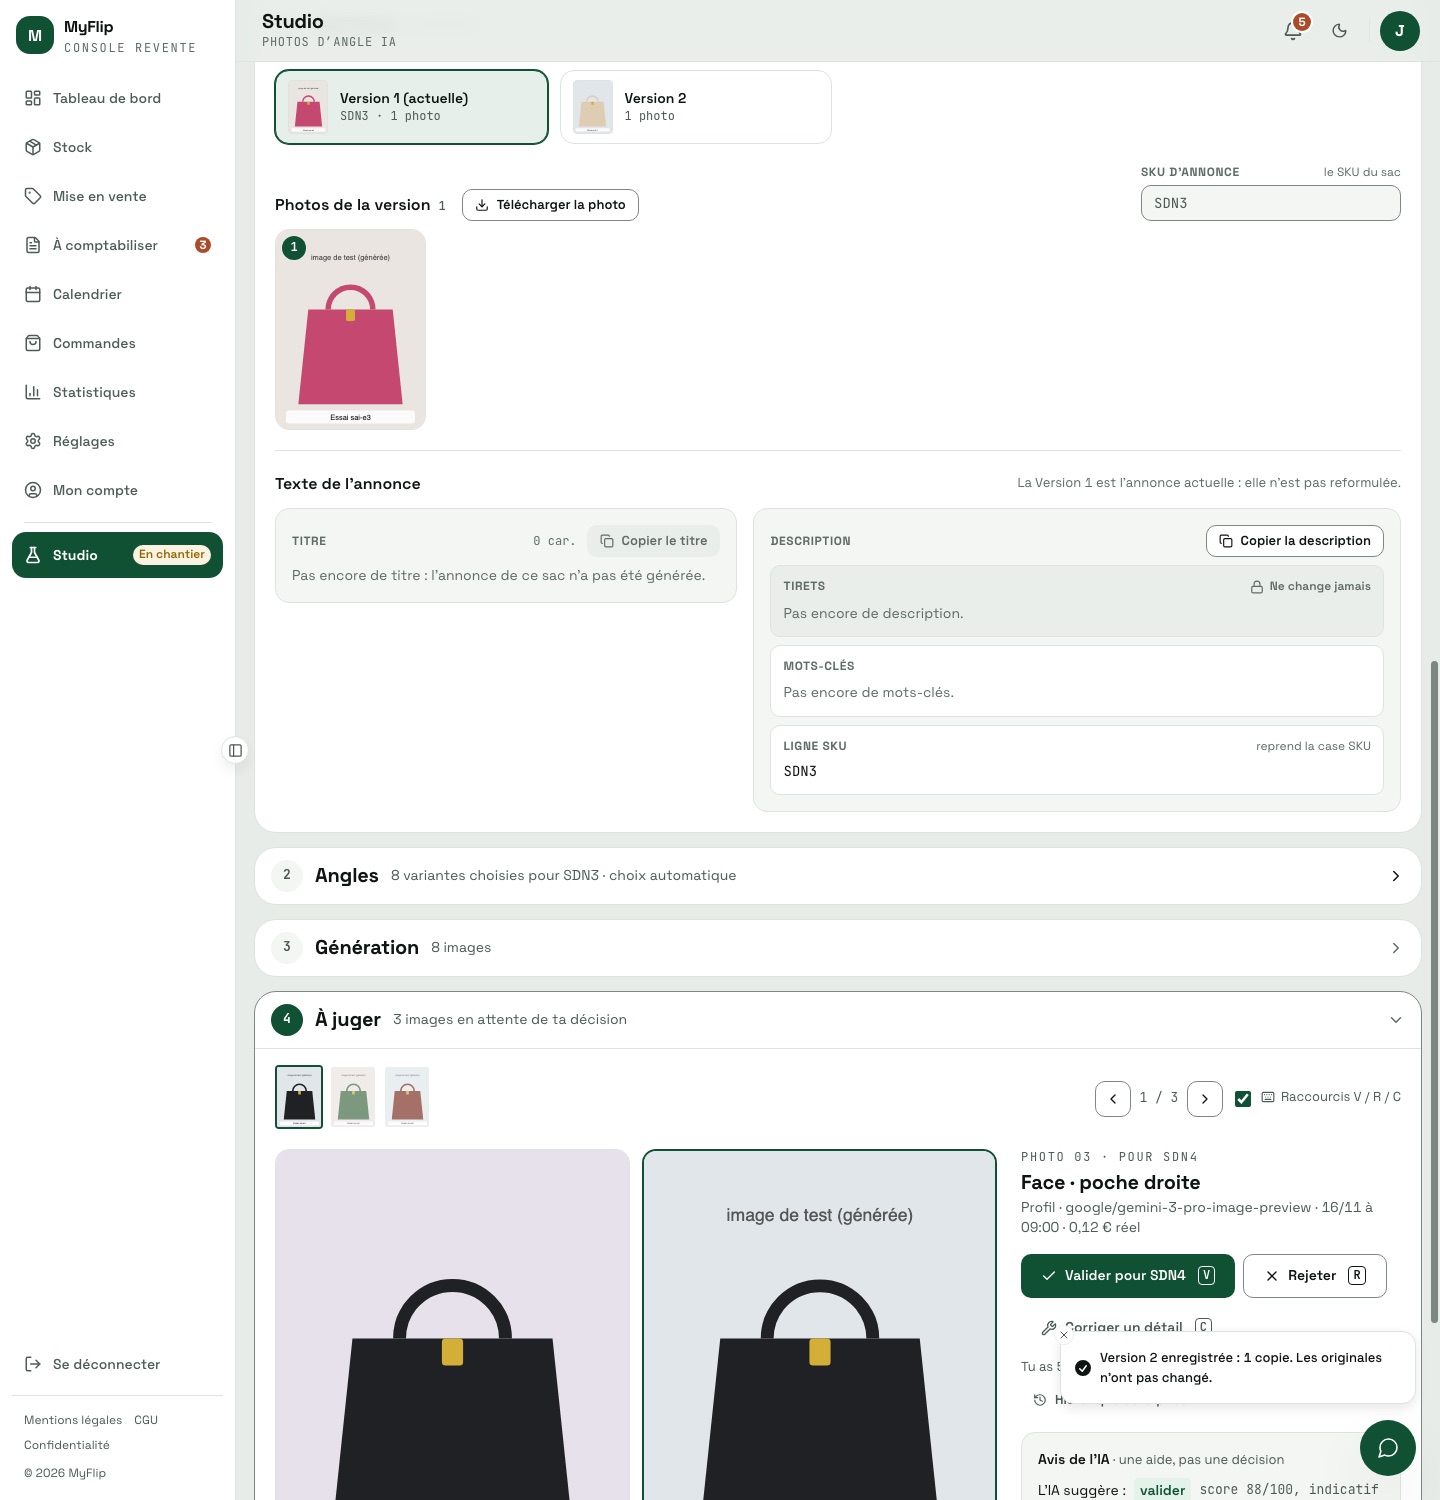 M
MyFlip
CONSOLE REVENTE
Tableau de bord
Stock
Mise en vente
À comptabiliser
3
Calendrier
Commandes
Statistiques
Réglages
Mon compte
Studio
En chantier
Se déconnecter
Mentions légales
CGU
Confidentialité
© 2026 MyFlip
Studio
PHOTOS D'ANGLE IA
5
J
Version 1 (actuelle)
SDN3 · 1 photo
Version 2
1 photo
SKU D'ANNONCE
le SKU du sac
SDN3
Photos de la version 1
Télécharger la photo
1
image de test (générée)
Essai sai-e3
Texte de l'annonce
La Version 1 est l'annonce actuelle : elle n'est pas reformulée.
TITRE
0 car.
Copier le titre
Pas encore de titre : l'annonce de ce sac n'a pas été générée.
DESCRIPTION
Copier la description
TIRETS
Ne change jamais
Pas encore de description.
MOTS-CLÉS
Pas encore de mots-clés.
LIGNE SKU
reprend la case SKU
SDN3
2
Angles
8 variantes choisies pour SDN3 · choix automatique
3
Génération
8 images
4
À juger
3 images en attente de ta décision
1 / 3
Raccourcis V / R / C
image de test (générée)
PHOTO 03 · POUR SDN4
Face · poche droite
Profil · google/gemini-3-pro-image-preview · 16/11 à
09:00 · 0,12 € réel
Valider pour SDN4 V
Rejeter R
Corriger un détail C
Tu as
Version 2 enregistrée : 1 copie. Les originales
n'ont pas changé.
Avis de l'IA · une aide, pas une décision
L'IA suggère : valider score 88/100, indicatif